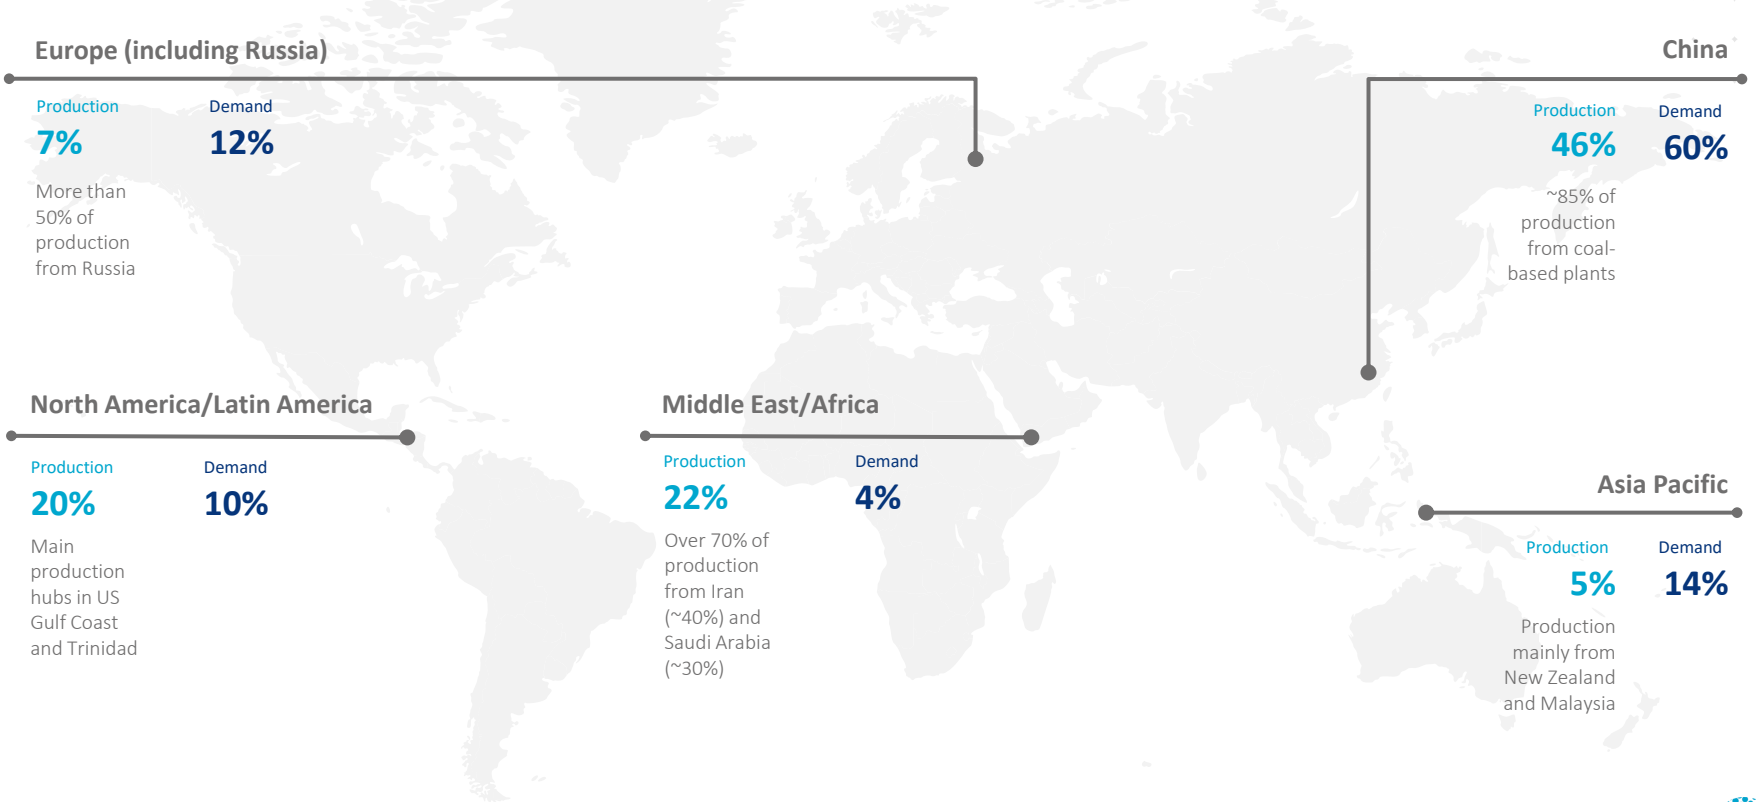 Europe (including Russia)
Production
Demand
7%
12%
More than
50% of
production
from Russia
China
Production
Demand
46%
60%
~85% of
production
from coal-
based plants
North America/Latin America
Production
Demand
20%
10%
Main
production
hubs in US
Gulf Coast
and Trinidad
Middle East/Africa
Production
Demand
22%
4%
Over 70% of
production
from Iran
(~40%) and
Saudi Arabia
(~30%)
Asia Pacific
Production
Demand
5%
14%
Production
mainly from
New Zealand
and Malaysia